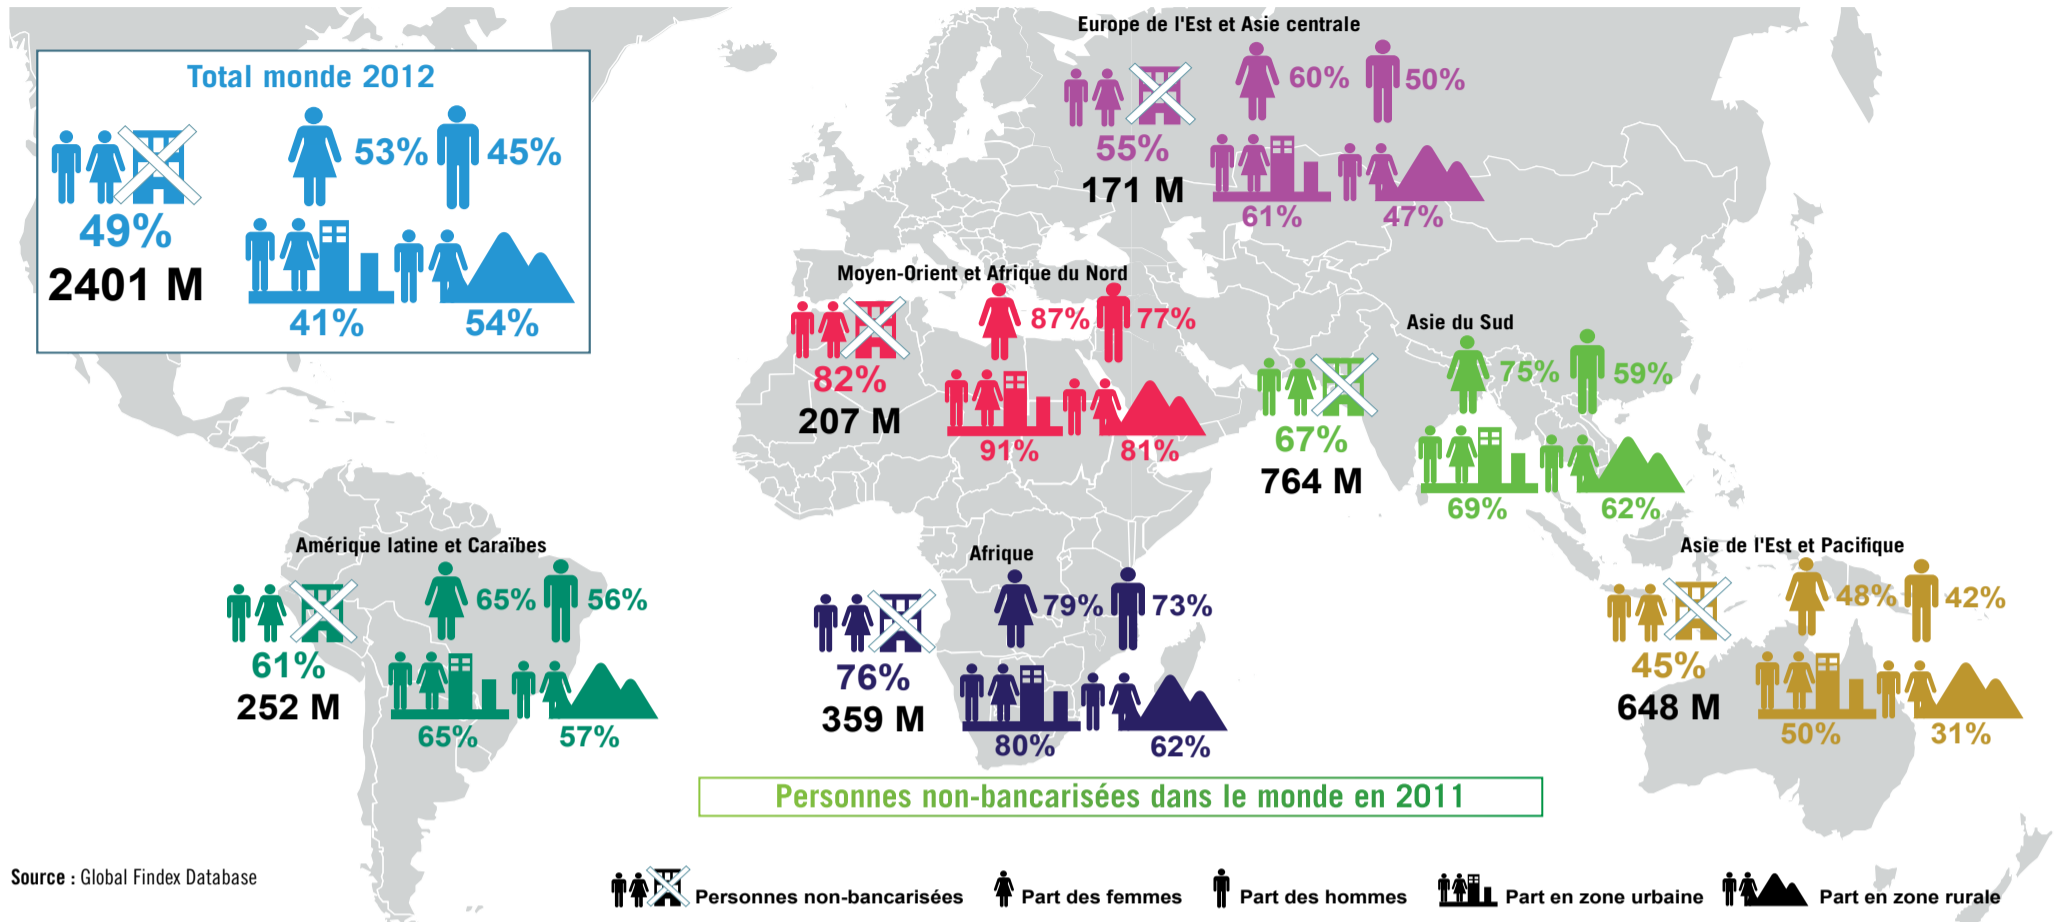 Total monde 2012
53%
45%
49%
2401 M
41%
54%
Europe de l'Est et Asie centrale
60%
50%
55%
171 M
61%
47%
Moyen-Orient et Afrique du Nord
87%
77%
82%
207 M
91%
81%
Asie du Sud
75%
59%
67%
764 M
69%
62%
Amérique latine et Caraïbes
65%
56%
61%
252 M
65%
57%
Afrique
79%
73%
76%
359 M
80%
62%
Asie de l'Est et Pacifique
48%
42%
45%
648 M
50%
31%
Personnes non-bancarisées dans le monde en 2011
Source : Global Findex Database
Personnes non-bancarisées
Part des femmes
Part des hommes
Part en zone urbaine
Part en zone rurale